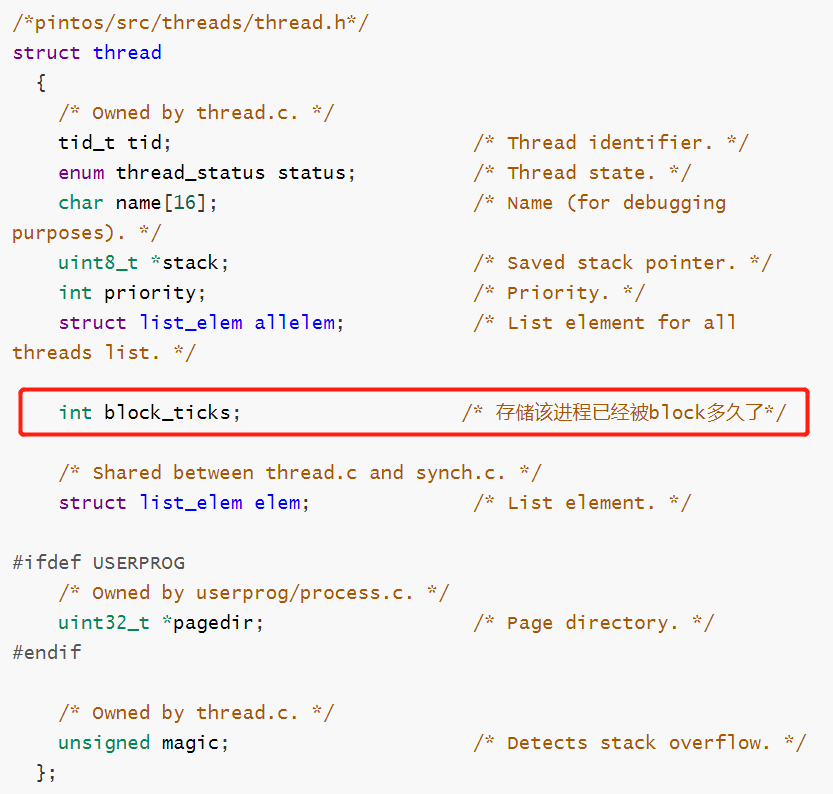 /*pintos/src/threads/thread.h*/
struct thread
  {
    /* Owned by thread.c. */
    tid_t tid;                          /* Thread identifier. */
    enum thread_status status;          /* Thread state. */
    char name[16];                      /* Name (for debugging
purposes). */
    uint8_t *stack;                     /* Saved stack pointer. */
    int priority;                       /* Priority. */
    struct list_elem allelem;           /* List element for all
threads list. */
    int block_ticks;                   /* 存储该进程已经被block多久了*/
    /* Shared between thread.c and synch.c. */
    struct list_elem elem;              /* List element. */
#ifdef USERPROG
    /* Owned by userprog/process.c. */
    uint32_t *pagedir;                  /* Page directory. */
#endif
    /* Owned by thread.c. */
    unsigned magic;                     /* Detects stack overflow. */
  };